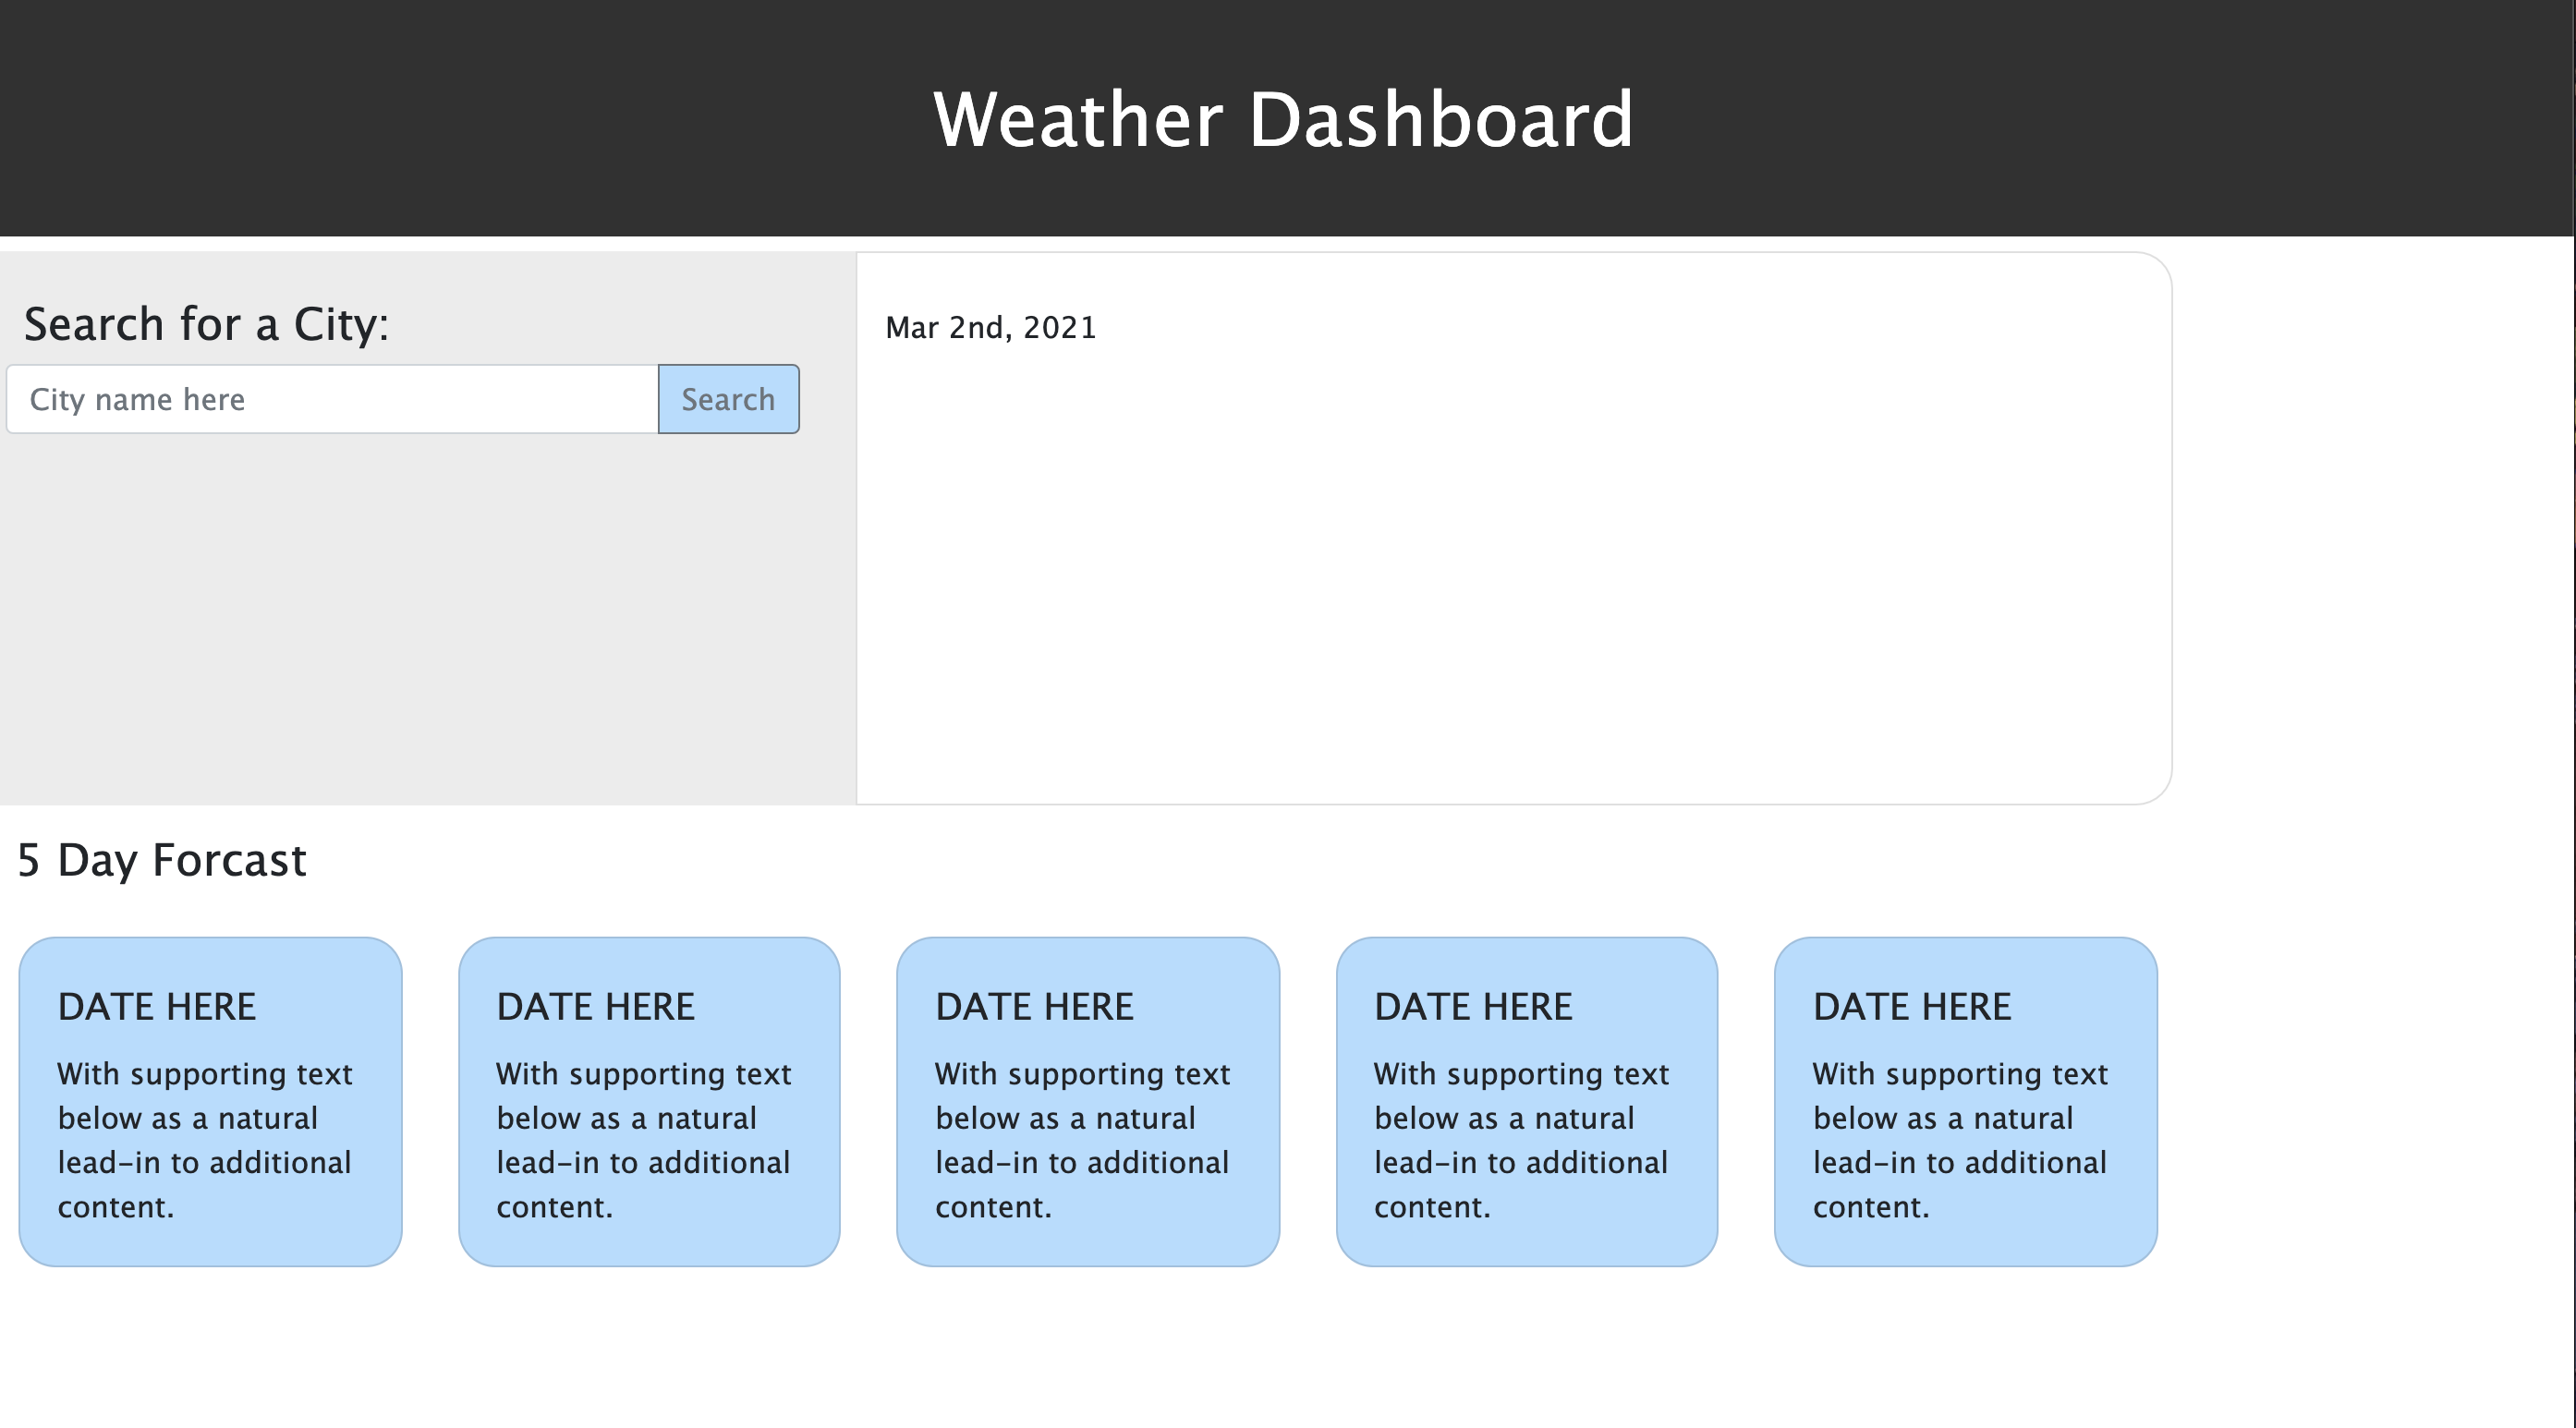 Weather Dashboard
Search for a City:
City name here
Search
Mar 2nd, 2021
5 Day Forcast
DATE HERE
With supporting text
below as a natural
lead-in to additional
content.
DATE HERE
With supporting text
below as a natural
lead-in to additional
content.
DATE HERE
With supporting text
below as a natural
lead-in to additional
content.
DATE HERE
With supporting text
below as a natural
lead-in to additional
content.
DATE HERE
With supporting text
below as a natural
lead-in to additional
content.